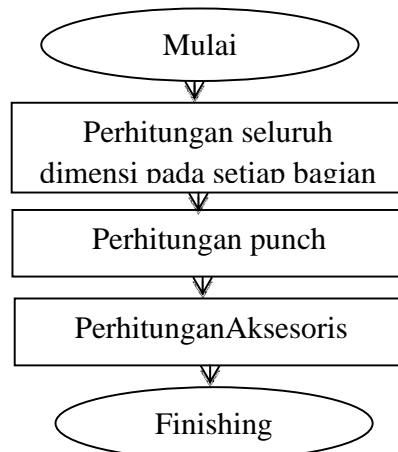 Mulai
Perhitungan seluruh
dimensi pada setiap bagian
Perhitungan punch
PerhitunganAksesoris
Finishing